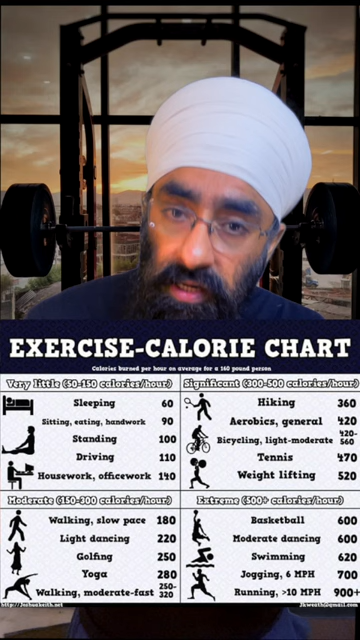 EXERCISE-CALORIE CHART
Calories burned per hour on average for a 160 pound person
Very little (50-150 calories/hour)
Sleeping 60
Sitting, eating, handwork 90
Standing 100
Driving 110
Housework, officework 140
Significant (300-500 calories/hour)
Hiking 360
Aerobics, general 420
Bicycling, light-moderate 420-560
Tennis 470
Weight lifting 520
Moderate (150-300 calories/hour)
Walking, slow pace 180
Light dancing 220
Golfing 250
Yoga 280
Walking, moderate-fast 250-320
Extreme (500+ calories/hour)
Basketball 600
Moderate dancing 600
Swimming 620
Jogging, 6 MPH 700
Running, >10 MPH 900+